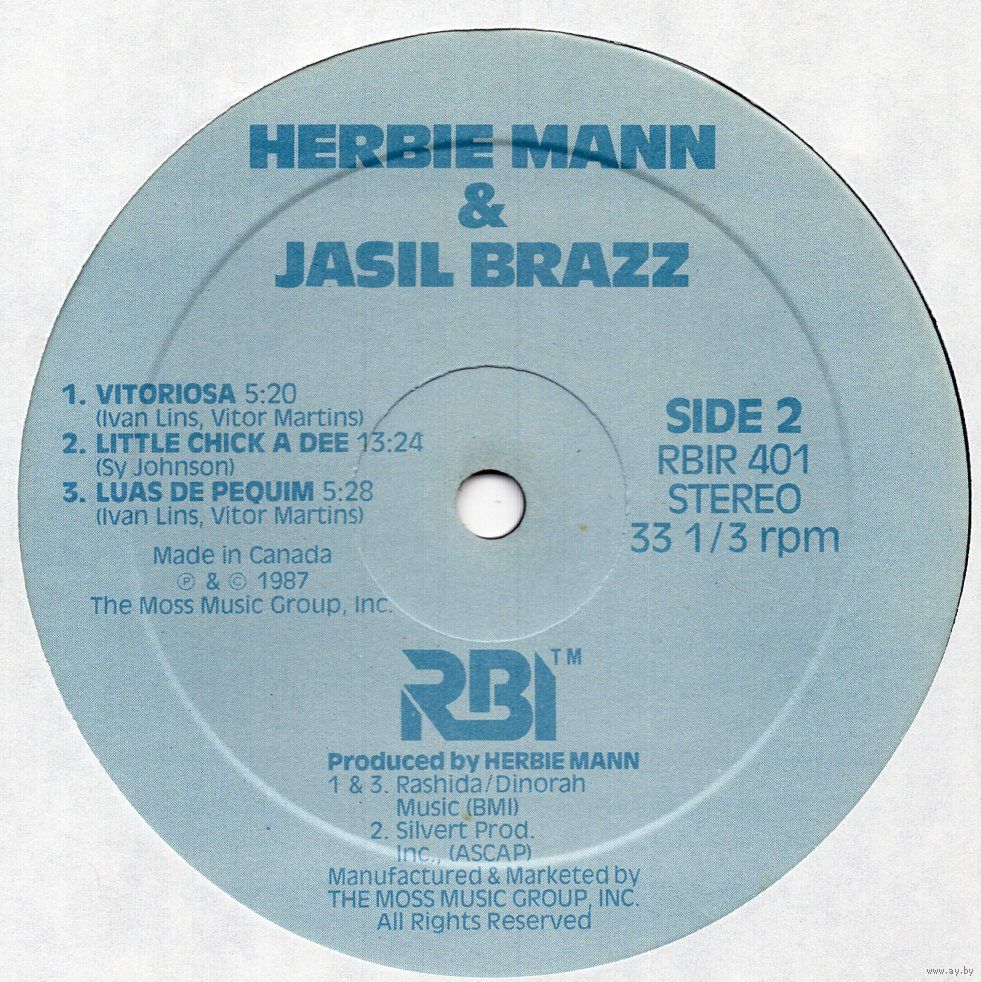 HERBIE MANN
&
JASIL BRAZZ
1. VITORIOSA 5:20
(Ivan Lins, Vitor Martins)
2. LITTLE CHICK A DEE 13:24
(Sy Johnson)
3. LUAS DE PEQUIM 5:28
(Ivan Lins, Vitor Martins)
Made in Canada
℗ & © 1987
The Moss Music Group, Inc.
SIDE 2
RBIR 401
STEREO
33 1/3 rpm
RBI™
Produced by HERBIE MANN
1 & 3. Rashida/Dinorah
Music (BMI)
2. Silvert Prod.
Inc., (ASCAP)
Manufactured & Marketed by
THE MOSS MUSIC GROUP, INC.
All Rights Reserved
www.ay.by